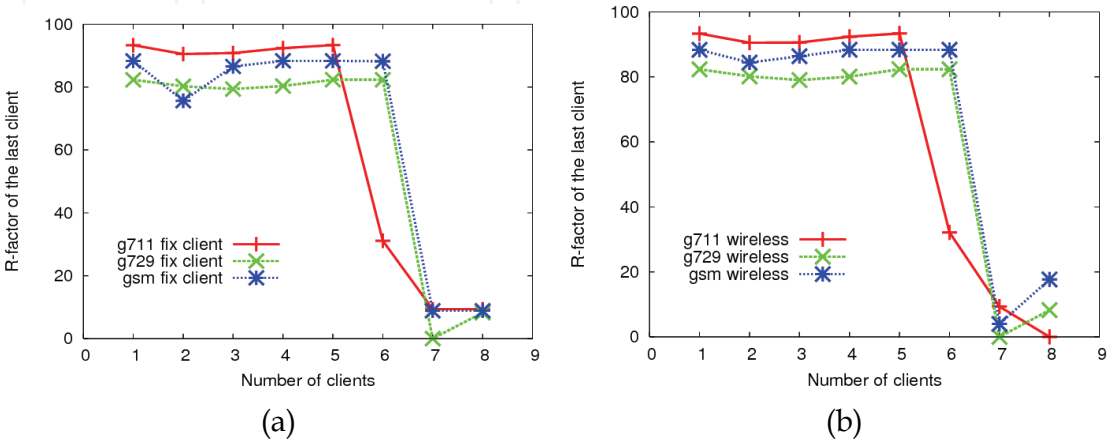 100
80
60
40
20
0
R-factor of the last client
g711 fix client
g729 fix client
gsm fix client
0 1 2 3 4 5 6 7 8 9
Number of clients
(a)
100
80
60
40
20
0
R-factor of the last client
g711 wireless
g729 wireless
gsm wireless
0 1 2 3 4 5 6 7 8 9
Number of clients
(b)